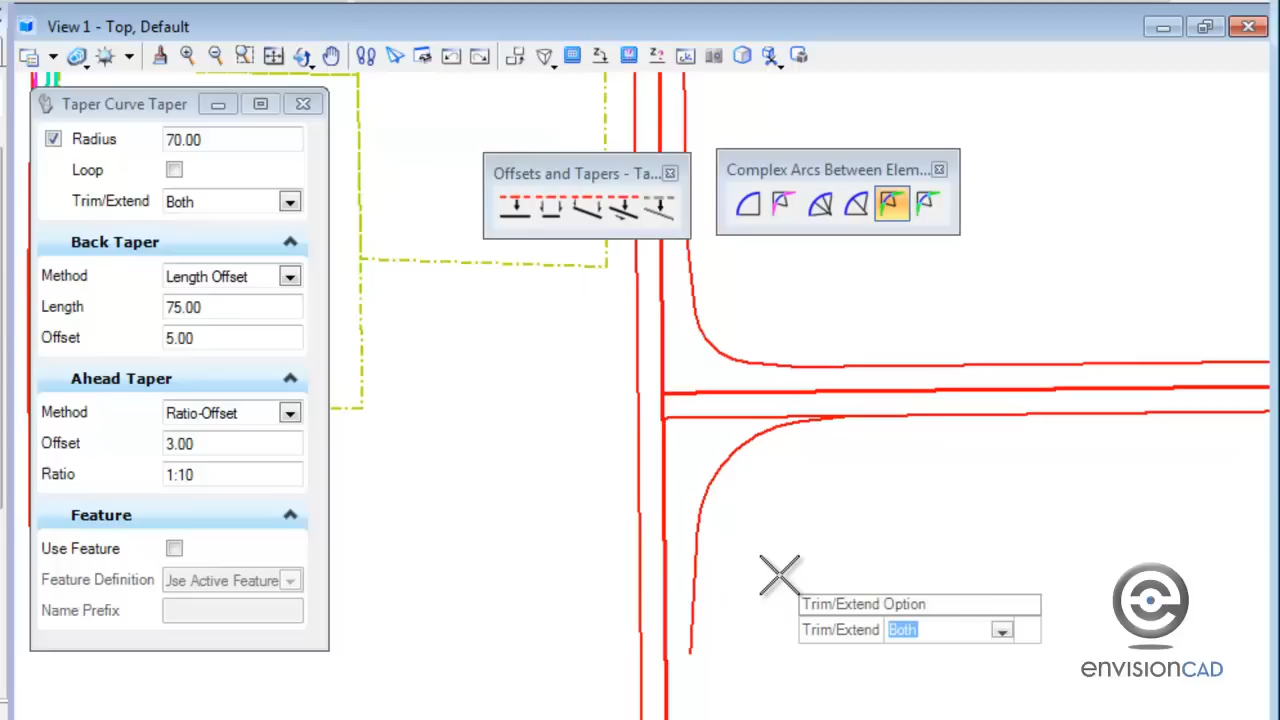 View 1 - Top, Default
Taper Curve Taper
Radius 70.00
Loop
Trim/Extend Both
Back Taper
Method Length Offset
Length 75.00
Offset 5.00
Ahead Taper
Method Ratio-Offset
Offset 3.00
Ratio 1:10
Feature
Use Feature
Feature Definition Jse Active Feature
Name Prefix
Offsets and Tapers - Ta...
Complex Arcs Between Elem...
Trim/Extend Option
Trim/Extend Both
envisionCAD